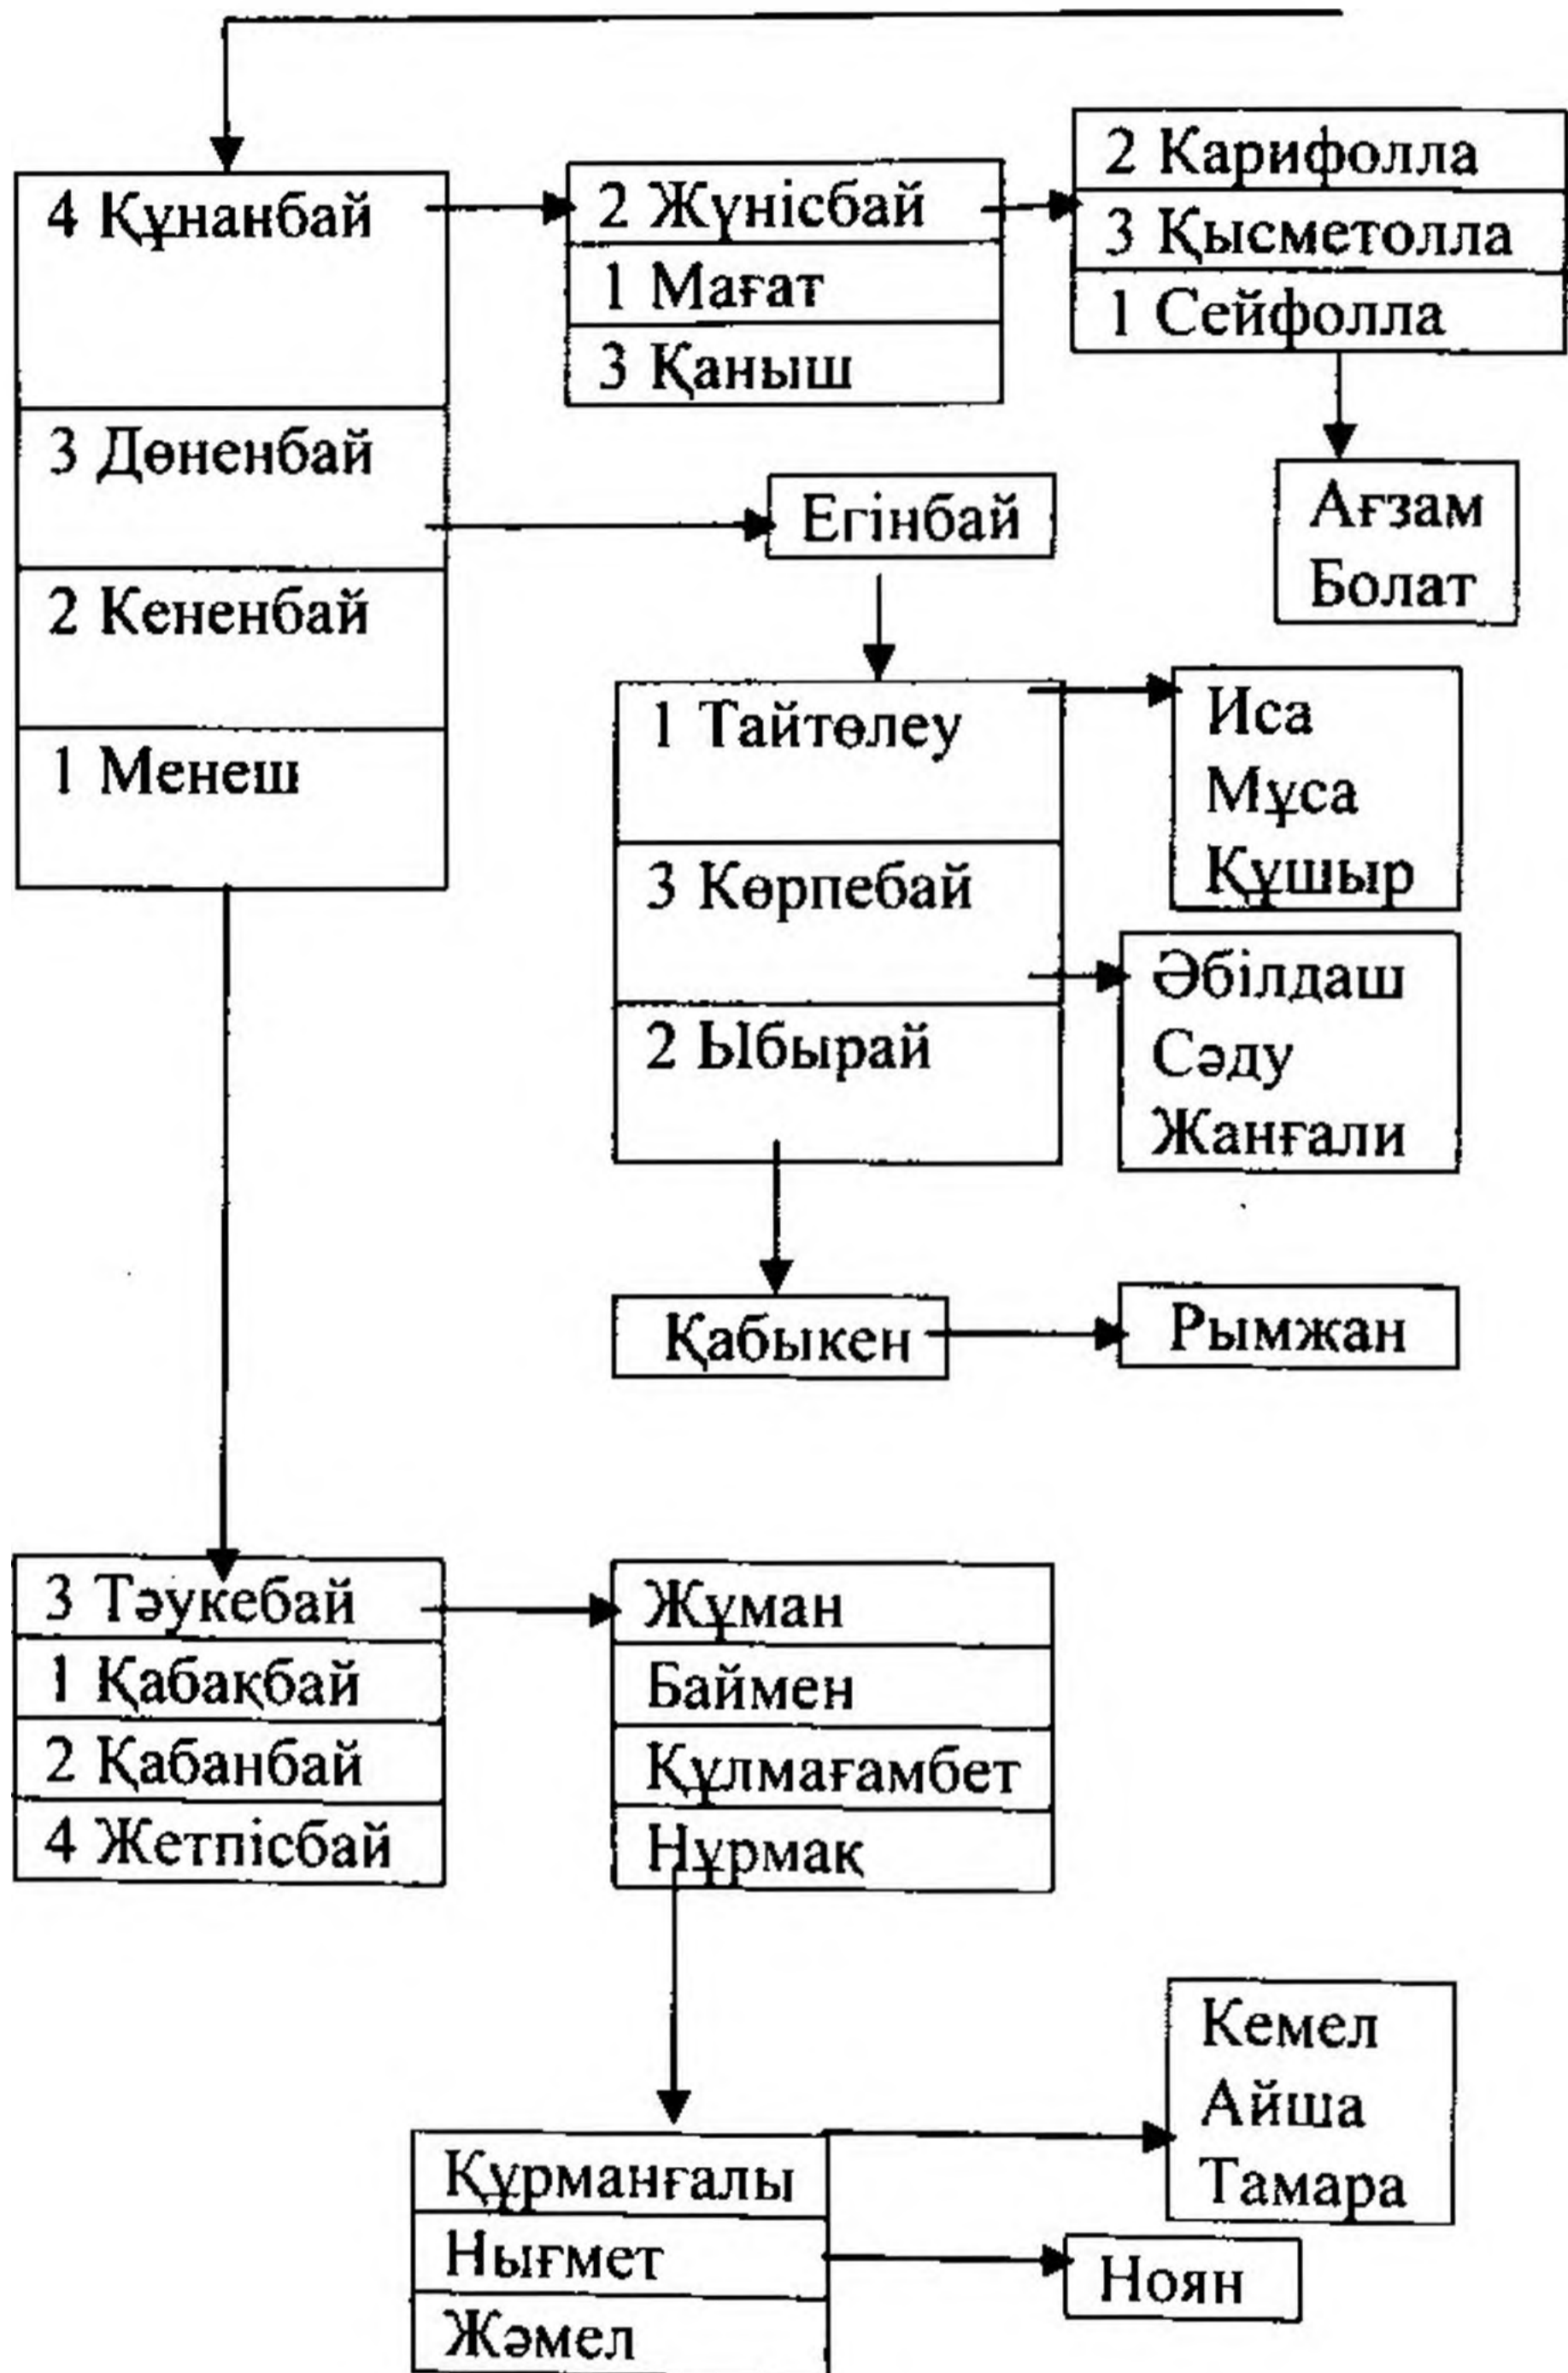 4 Құнанбай
3 Дөненбай
2 Кененбай
1 Менеш
2 Жүнісбай
1 Мағат
3 Қаныш
2 Карифолла
3 Қысметолла
1 Сейфолла
Ағзам
Болат
Егінбай
1 Тайтөлеу
3 Көрпебай
2 Ыбырай
Иса
Мұса
Құшыр
Әбілдаш
Сәду
Жанғали
Қабыкен
Рымжан
3 Тәукебай
1 Қабақбай
2 Қабанбай
4 Жетпісбай
Жұман
Баймен
Құлмағамбет
Нұрмақ
Құрманғалы
Нығмет
Жәмел
Кемел
Айша
Тамара
Ноян